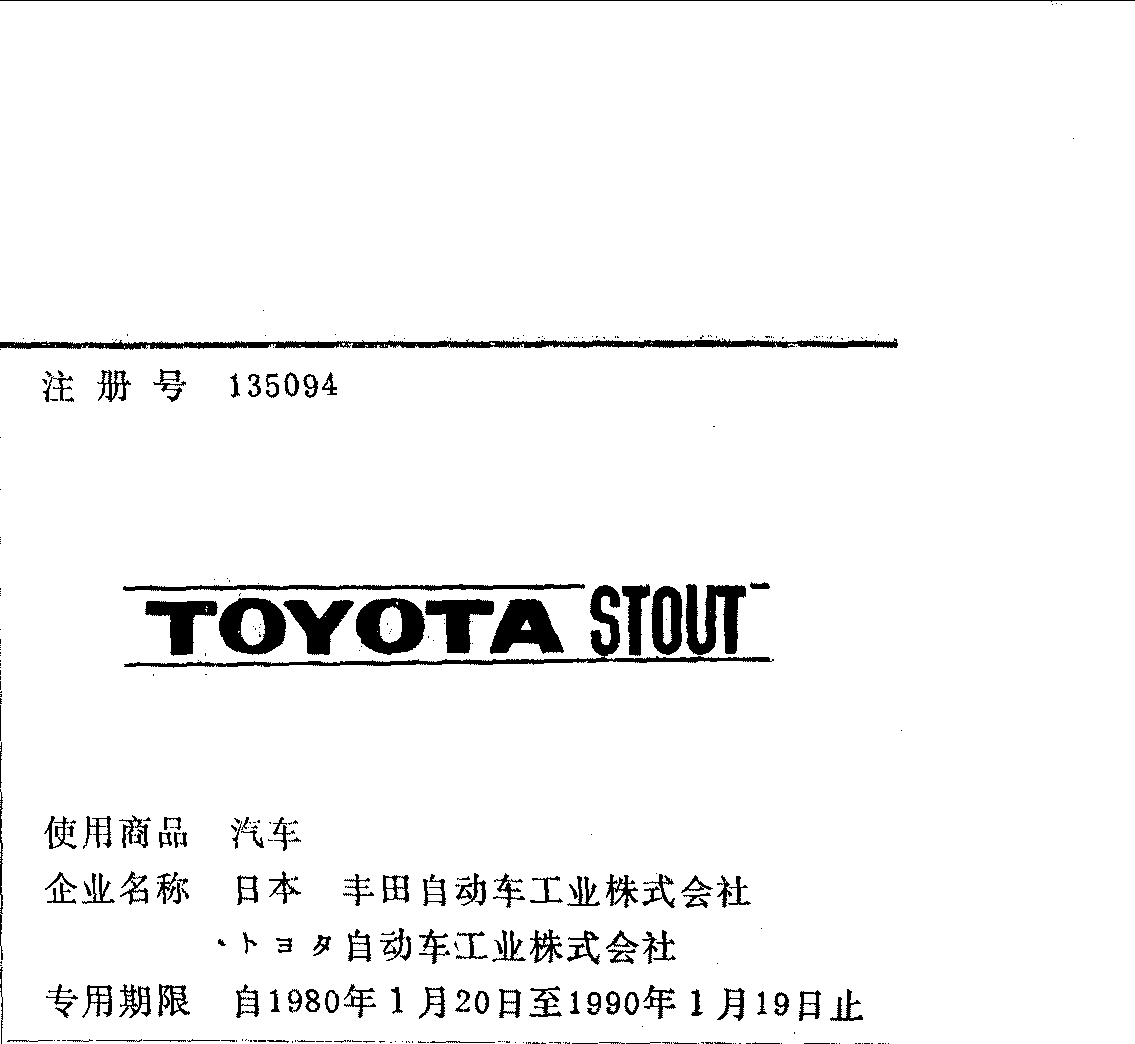 注册号 135094
TOYOTA STOUT
使用商品 汽车
企业名称 日本 丰田自动车工业株式会社
トヨタ自动车工业株式会社
专用期限 自1980年1月20日至1990年1月19日止